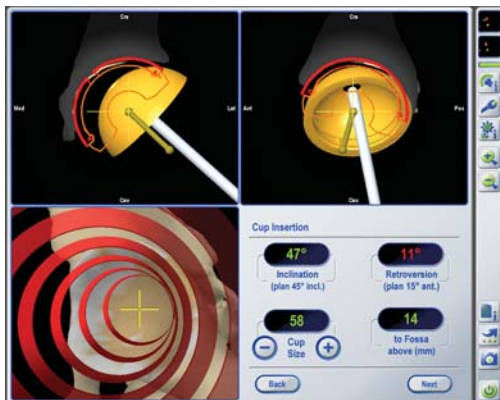 Cra
Cra
Med
Lat
Ant
Pos
Cau
Cau
Cup Insertion
47°
11°
Inclination
(plan 45° incl.)
Retroversion
(plan 15° ant.)
58
14
Cup
Size
to Fossa
above (mm)
Back
Next